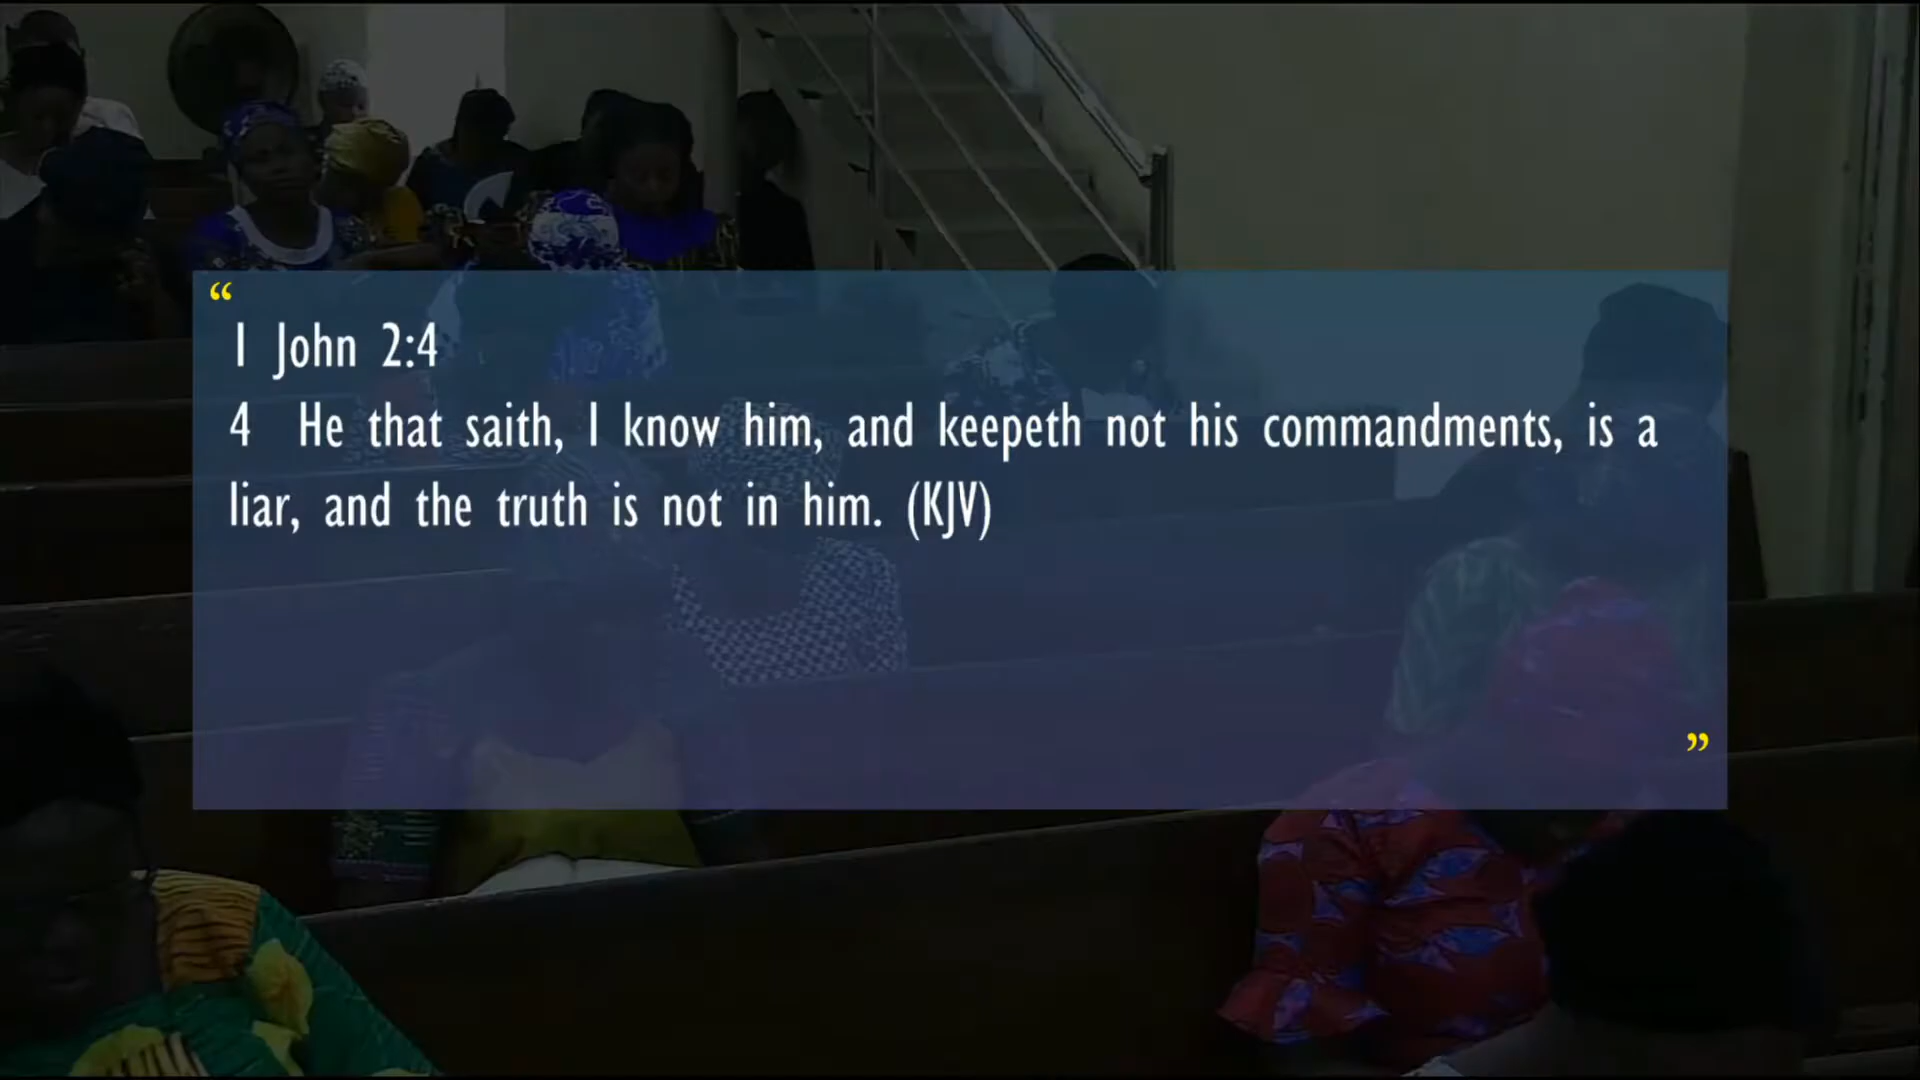 “
1 John 2:4
4 He that saith, I know him, and keepeth not his commandments, is a
liar, and the truth is not in him. (KJV)
”